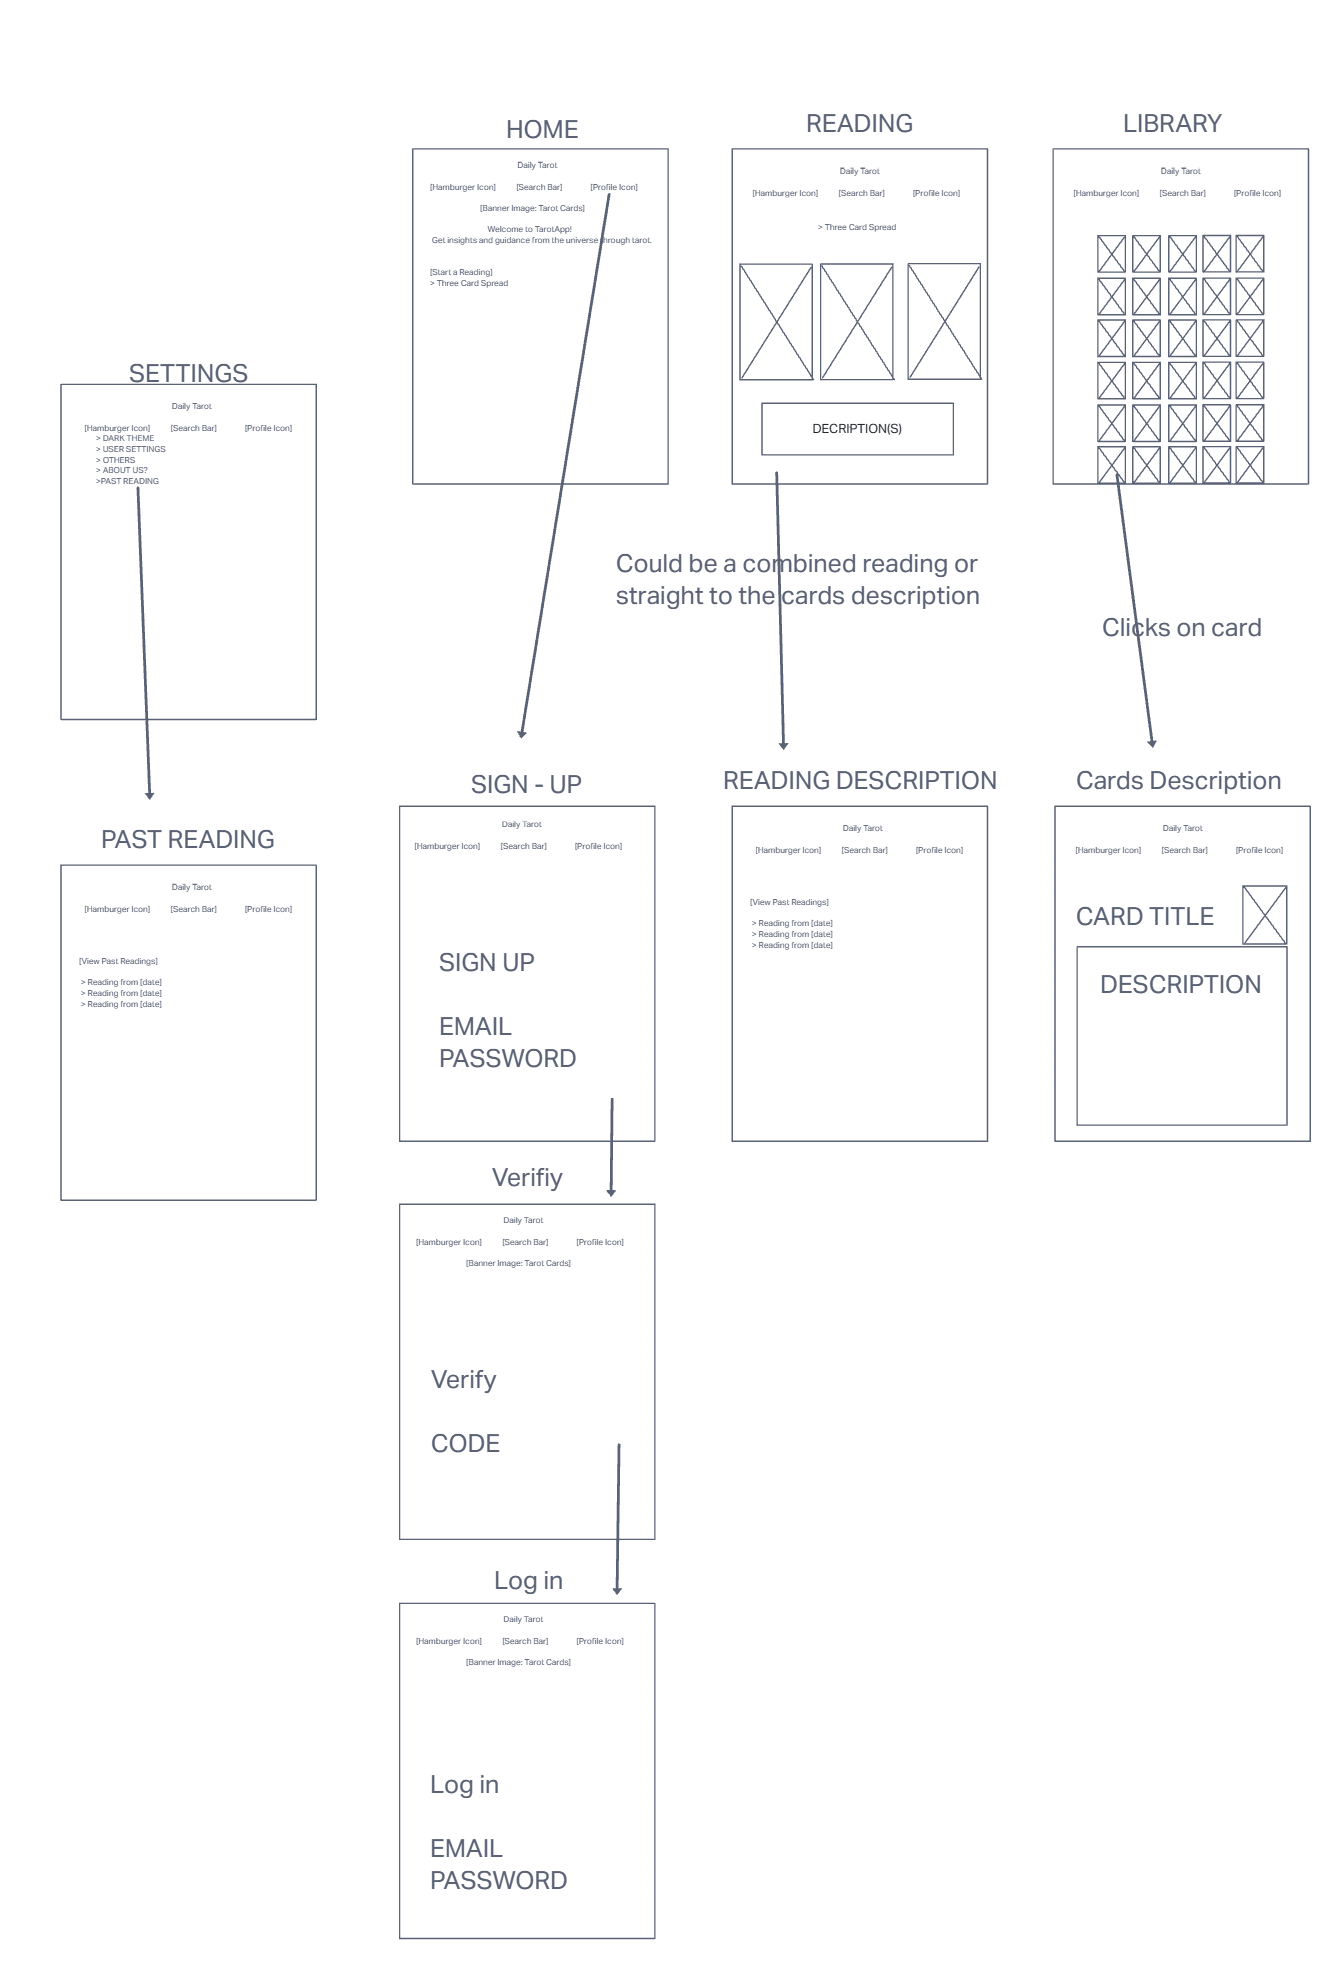 HOME
Daily Tarot
[Hamburger Icon] [Search Bar] [Profile Icon]
[Banner Image: Tarot Cards]
Welcome to TarotApp!
Get insights and guidance from the universe through tarot.
[Start a Reading]
> Three Card Spread
READING
Daily Tarot
[Hamburger Icon] [Search Bar] [Profile Icon]
> Three Card Spread
DECRIPTION(S)
LIBRARY
Daily Tarot
[Hamburger Icon] [Search Bar] [Profile Icon]
SETTINGS
Daily Tarot
[Hamburger Icon] [Search Bar] [Profile Icon]
> DARK THEME
> USER SETTINGS
> OTHERS
> ABOUT US?
>PAST READING
Could be a combined reading or
straight to the cards description
Clicks on card
PAST READING
Daily Tarot
[Hamburger Icon] [Search Bar] [Profile Icon]
[View Past Readings]
> Reading from [date]
> Reading from [date]
> Reading from [date]
SIGN - UP
Daily Tarot
[Hamburger Icon] [Search Bar] [Profile Icon]
SIGN UP
EMAIL
PASSWORD
READING DESCRIPTION
Daily Tarot
[Hamburger Icon] [Search Bar] [Profile Icon]
[View Past Readings]
> Reading from [date]
> Reading from [date]
> Reading from [date]
Cards Description
Daily Tarot
[Hamburger Icon] [Search Bar] [Profile Icon]
CARD TITLE
DESCRIPTION
Verifiy
Daily Tarot
[Hamburger Icon] [Search Bar] [Profile Icon]
[Banner Image: Tarot Cards]
Verify
CODE
Log in
Daily Tarot
[Hamburger Icon] [Search Bar] [Profile Icon]
[Banner Image: Tarot Cards]
Log in
EMAIL
PASSWORD